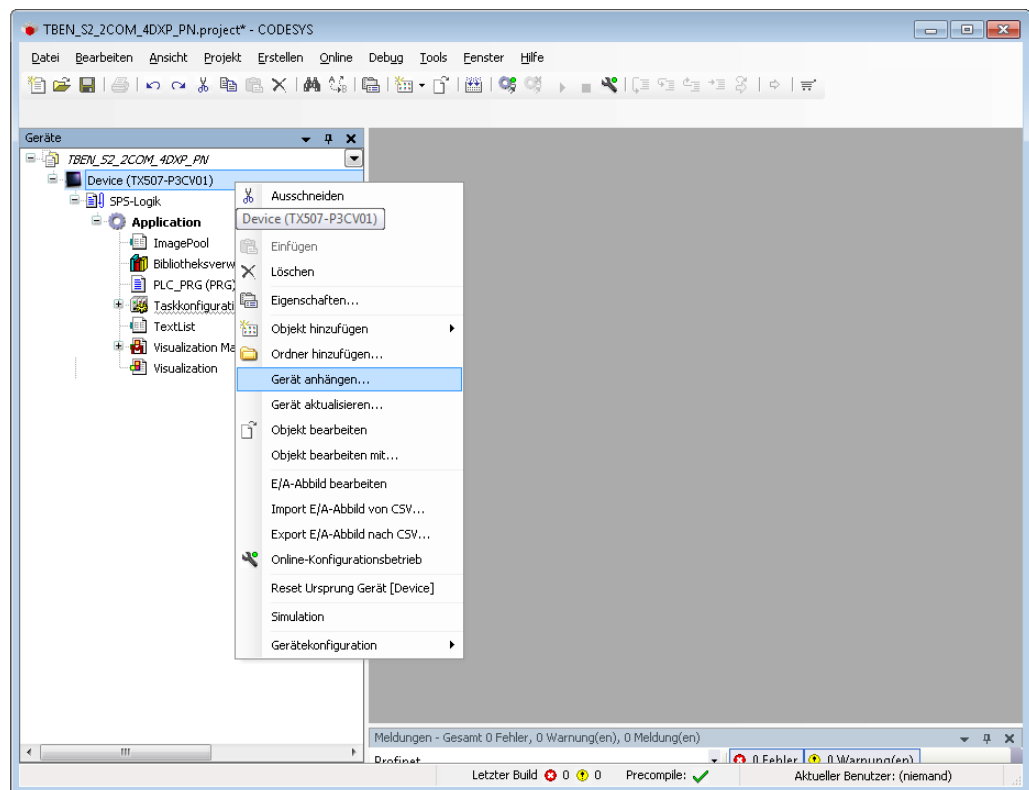 TBEN_S2_2COM_4DXP_PN.project* - CODESYS
Datei Bearbeiten Ansicht Projekt Erstellen Online Debug Tools Fenster Hilfe
Geräte
TBEN_S2_2COM_4DXP_PN
Device (TX507-P3CV01)
SPS-Logik
Application
ImagePool
Bibliotheksverw
PLC_PRG (PRG)
Taskkonfigurati
TextList
Visualization Ma
Visualization
Ausschneiden
Device (TX507-P3CV01)
Einfügen
Löschen
Eigenschaften...
Objekt hinzufügen
Ordner hinzufügen...
Gerät anhängen...
Gerät aktualisieren...
Objekt bearbeiten
Objekt bearbeiten mit...
E/A-Abbild bearbeiten
Import E/A-Abbild von CSV...
Export E/A-Abbild nach CSV...
Online-Konfigurationsbetrieb
Reset Ursprung Gerät [Device]
Simulation
Gerätekonfiguration
Meldungen - Gesamt 0 Fehler, 0 Warnung(en), 0 Meldung(en)
Profinet 0 Fehler 0 Warnung(en)
Letzter Build 0 0 Precompile: Aktueller Benutzer: (niemand)